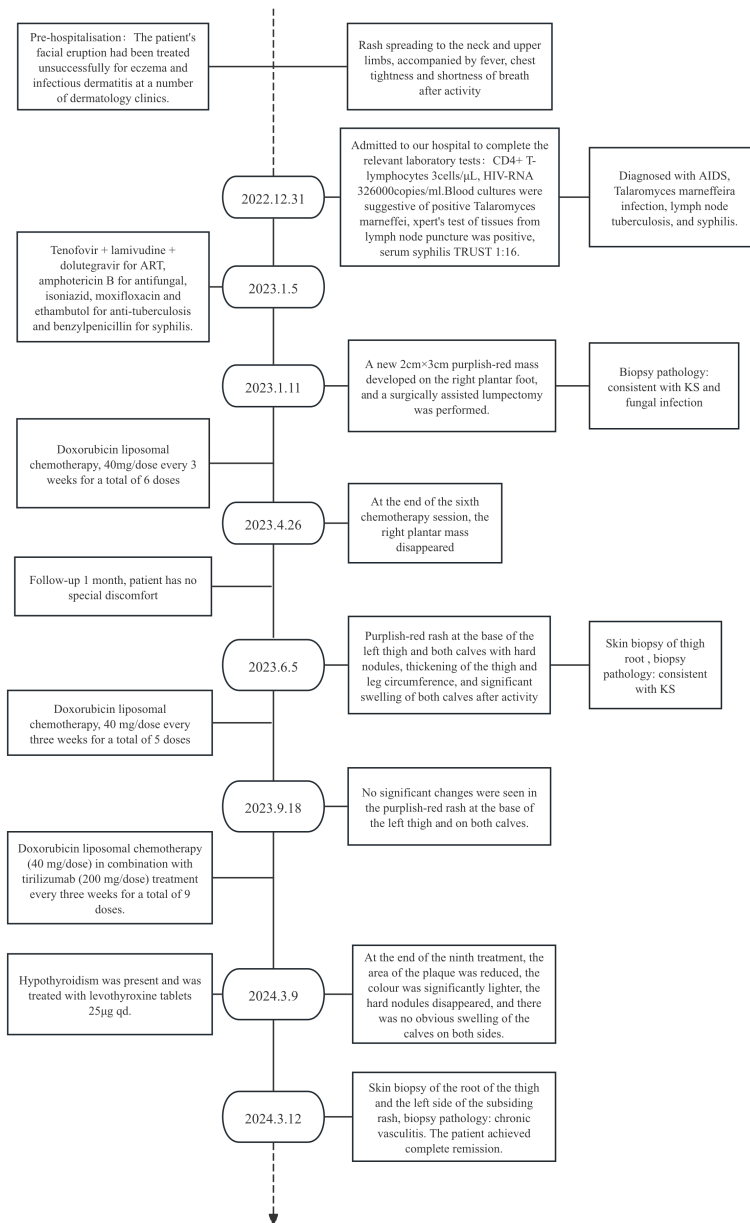 Pre-hospitalisation： The patient's
facial eruption had been treated
unsuccessfully for eczema and
infectious dermatitis at a number
of dermatology clinics.
Rash spreading to the neck and upper
limbs, accompanied by fever, chest
tightness and shortness of breath
after activity
2022.12.31
Admitted to our hospital to complete the
relevant laboratory tests： CD4+ T-
lymphocytes 3cells/μL, HIV-RNA
326000copies/ml.Blood cultures were
suggestive of positive Talaromyces
marneffei, xpert's test of tissues from
lymph node puncture was positive,
serum syphilis TRUST 1:16.
Diagnosed with AIDS,
Talaromyces marneffeira
infection, lymph node
tuberculosis, and syphilis.
Tenofovir + lamivudine +
dolutegravir for ART,
amphotericin B for antifungal,
isoniazid, moxifloxacin and
ethambutol for anti-tuberculosis
and benzylpenicillin for syphilis.
2023.1.5
2023.1.11
A new 2cm×3cm purplish-red mass
developed on the right plantar foot,
and a surgically assisted lumpectomy
was performed.
Biopsy pathology:
consistent with KS and
fungal infection
Doxorubicin liposomal
chemotherapy, 40mg/dose every 3
weeks for a total of 6 doses
2023.4.26
At the end of the sixth
chemotherapy session, the
right plantar mass
disappeared
Follow-up 1 month, patient has no
special discomfort
2023.6.5
Purplish-red rash at the base of the
left thigh and both calves with hard
nodules, thickening of the thigh and
leg circumference, and significant
swelling of both calves after activity
Skin biopsy of thigh
root , biopsy
pathology: consistent
with KS
Doxorubicin liposomal
chemotherapy, 40 mg/dose every
three weeks for a total of 5 doses
2023.9.18
No significant changes were seen in
the purplish-red rash at the base of
the left thigh and on both calves.
Doxorubicin liposomal chemotherapy
(40 mg/dose) in combination with
tirilizumab (200 mg/dose) treatment
every three weeks for a total of 9
doses.
Hypothyroidism was present and was
treated with levothyroxine tablets
25μg qd.
2024.3.9
At the end of the ninth treatment, the
area of the plaque was reduced, the
colour was significantly lighter, the
hard nodules disappeared, and there
was no obvious swelling of the
calves on both sides.
2024.3.12
Skin biopsy of the root of the thigh
and the left side of the subsiding
rash, biopsy pathology: chronic
vasculitis. The patient achieved
complete remission.